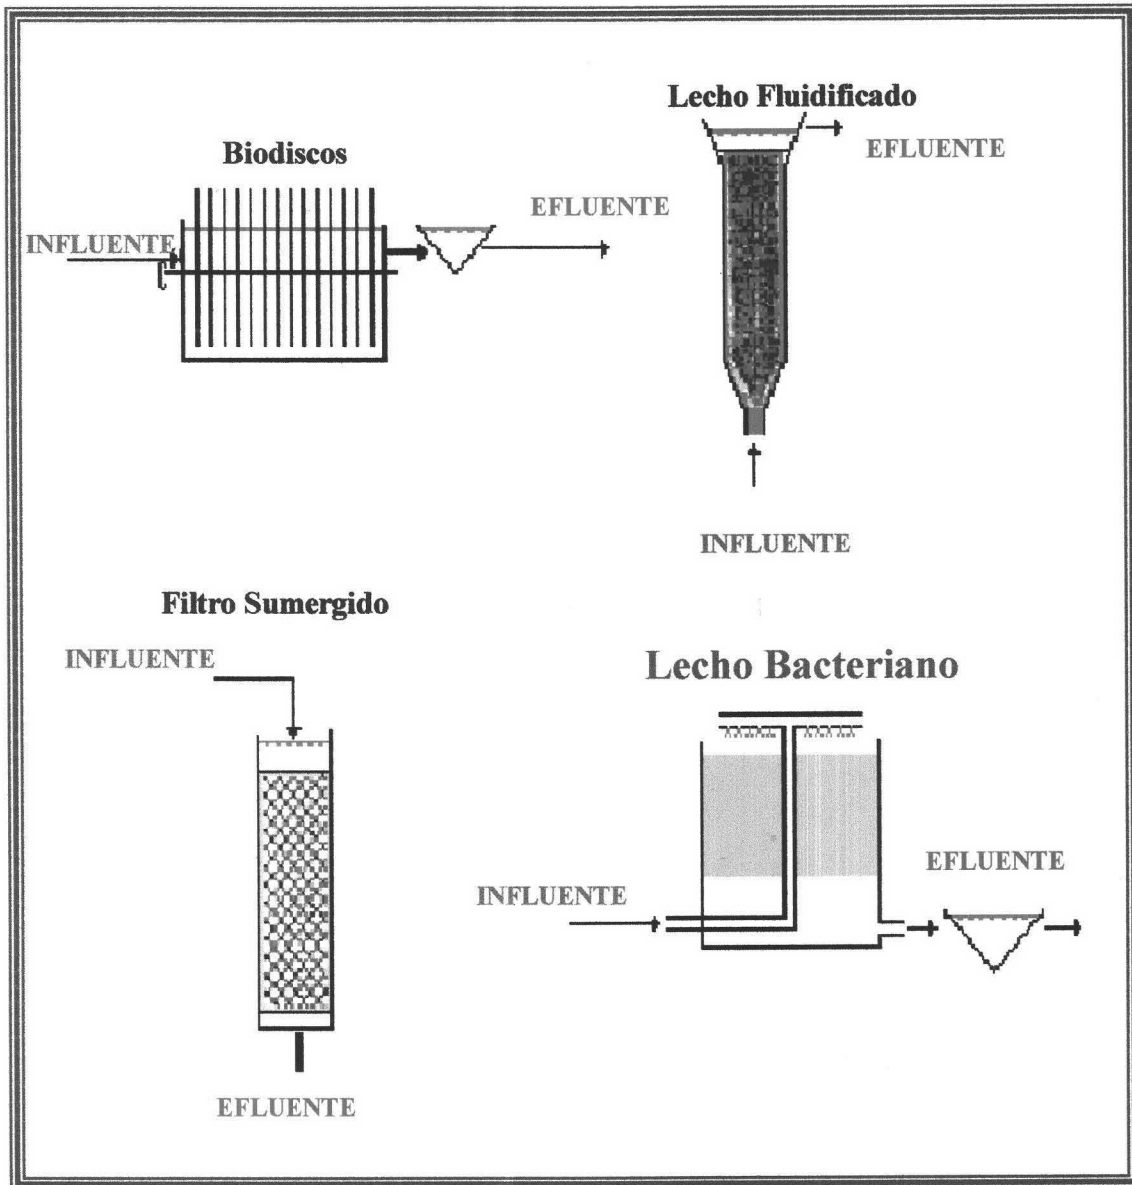 Biodiscos
INFLUENTE
EFLUENTE
Lecho Fluidificado
EFLUENTE
INFLUENTE
Filtro Sumergido
INFLUENTE
EFLUENTE
Lecho Bacteriano
INFLUENTE
EFLUENTE